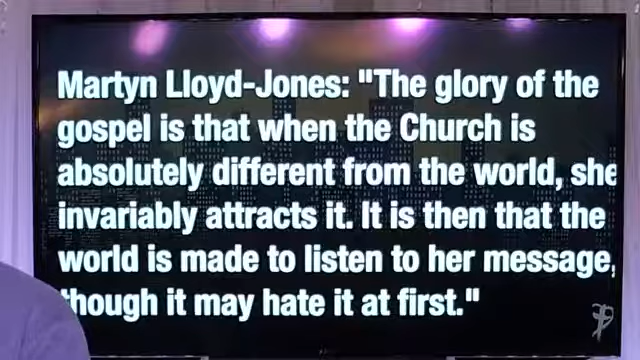 Martyn Lloyd-Jones: "The glory of the
gospel is that when the Church is
absolutely different from the world, she
invariably attracts it. It is then that the
world is made to listen to her message,
though it may hate it at first."